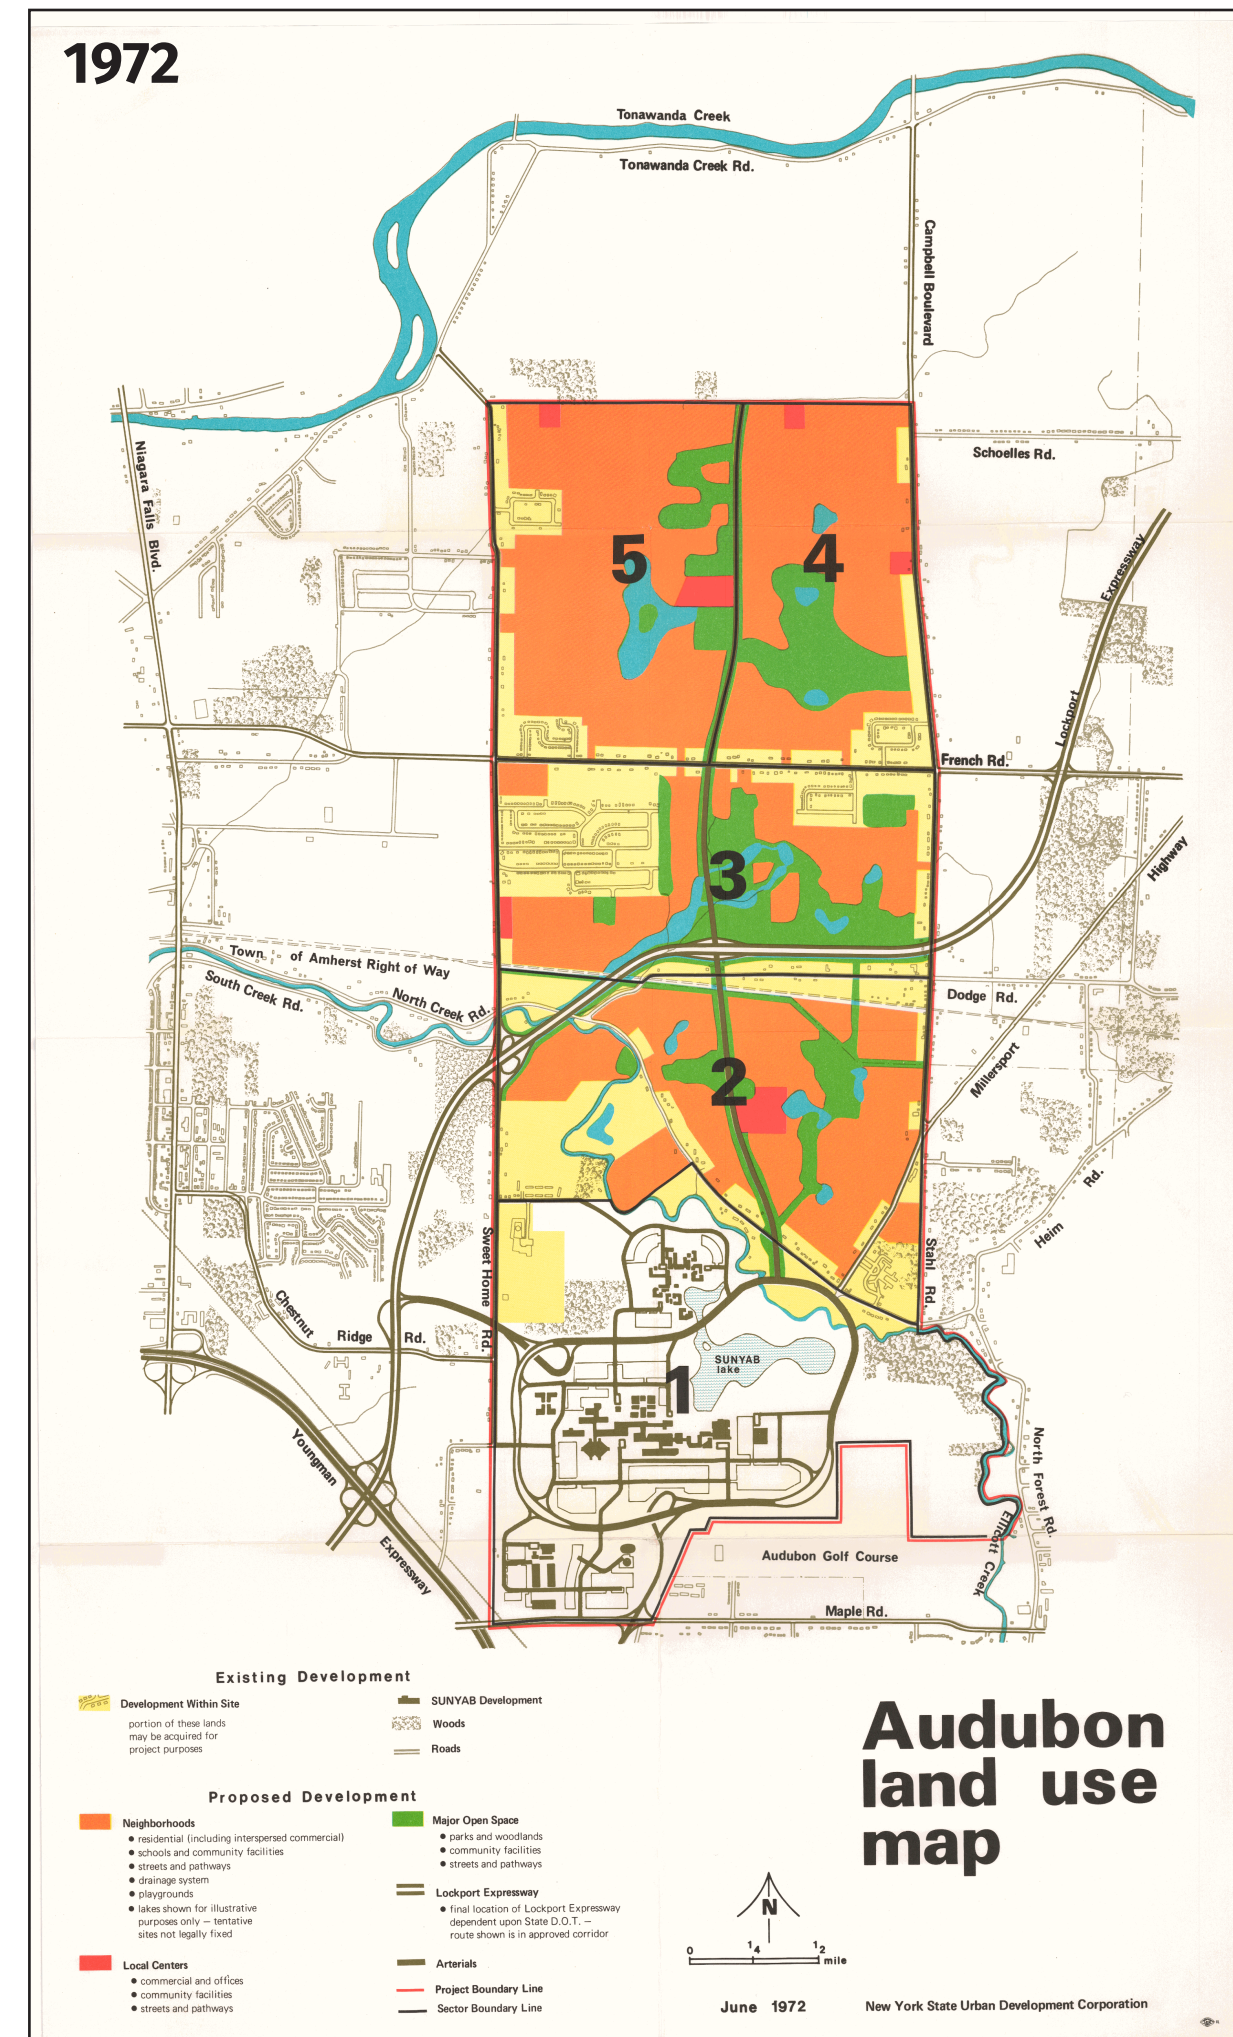 1972
Tonawanda Creek
Tonawanda Creek Rd.
Campbell Boulevard
Niagara Falls Blvd.
Schoelles Rd.
Expressway
5
4
Lockport
French Rd.
Highway
3
Town of Amherst Right of Way
South Creek Rd.
North Creek Rd.
Dodge Rd.
Millersport
2
Rd.
Heim
Sweet Home Rd.
Stahl Rd.
Chestnut Ridge Rd.
SUNYAB
lake
1
Youngman
Expressway
North Forest Rd.
Ellicott Creek
Audubon Golf Course
Maple Rd.
Existing Development
Development Within Site
portion of these lands
may be acquired for
project purposes
SUNYAB Development
Woods
Roads
Proposed Development
Neighborhoods
● residential (including interspersed commercial)
● schools and community facilities
● streets and pathways
● drainage system
● playgrounds
● lakes shown for illustrative
purposes only — tentative
sites not legally fixed
Local Centers
● commercial and offices
● community facilities
● streets and pathways
Major Open Space
● parks and woodlands
● community facilities
● streets and pathways
Lockport Expressway
● final location of Lockport Expressway
dependent upon State D.O.T. —
route shown is in approved corridor
Arterials
Project Boundary Line
Sector Boundary Line
Audubon
land use
map
N
0 1/4 1/2
mile
June 1972
New York State Urban Development Corporation